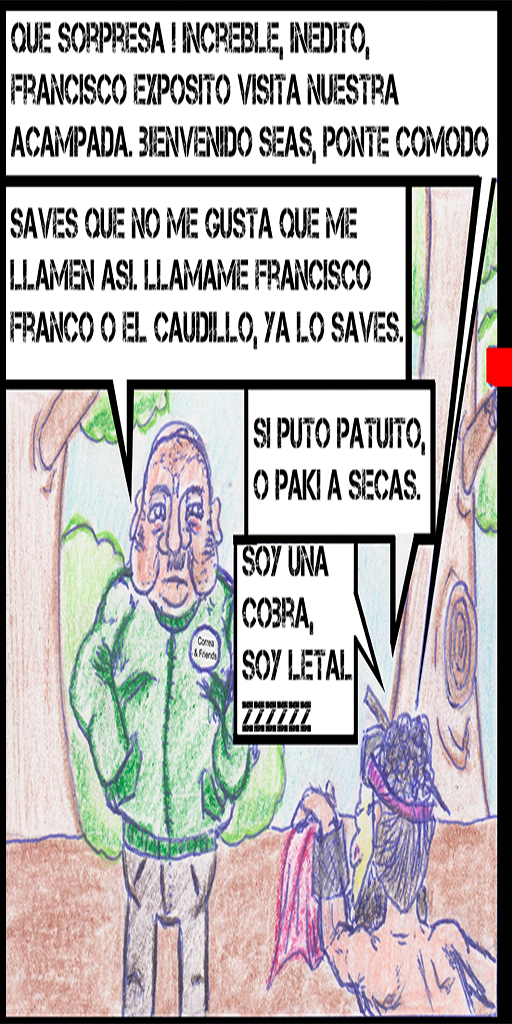 QUE SORPRESA ! INCREBLE, INEDITO,
FRANCISCO EXPOSITO VISITA NUESTRA
ACAMPADA. BIENVENIDO SEAS, PONTE COMODO
SAVES QUE NO ME GUSTA QUE ME
LLAMEN ASI. LLAMAME FRANCISCO
FRANCO O EL CAUDILLO, YA LO SAVES.
SI PUTO PATUITO,
O PAKI A SECAS.
SOY UNA
COBRA,
SOY LETAL
ZZZZZZ
Correa
& Friends